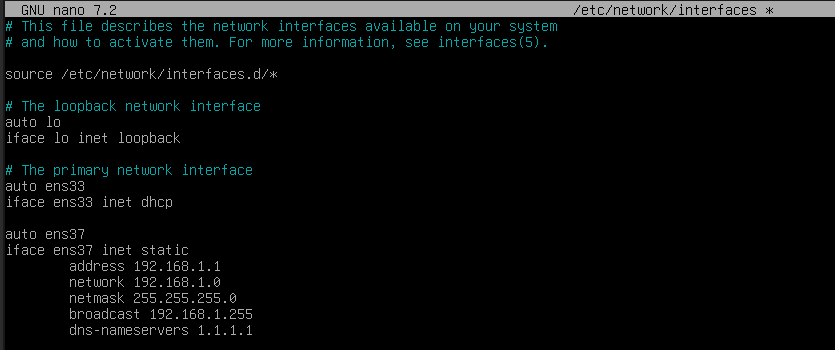 GNU nano 7.2 /etc/network/interfaces *
# This file describes the network interfaces available on your system
# and how to activate them. For more information, see interfaces(5).
source /etc/network/interfaces.d/*
# The loopback network interface
auto lo
iface lo inet loopback
# The primary network interface
auto ens33
iface ens33 inet dhcp
auto ens37
iface ens37 inet static
address 192.168.1.1
network 192.168.1.0
netmask 255.255.255.0
broadcast 192.168.1.255
dns-nameservers 1.1.1.1